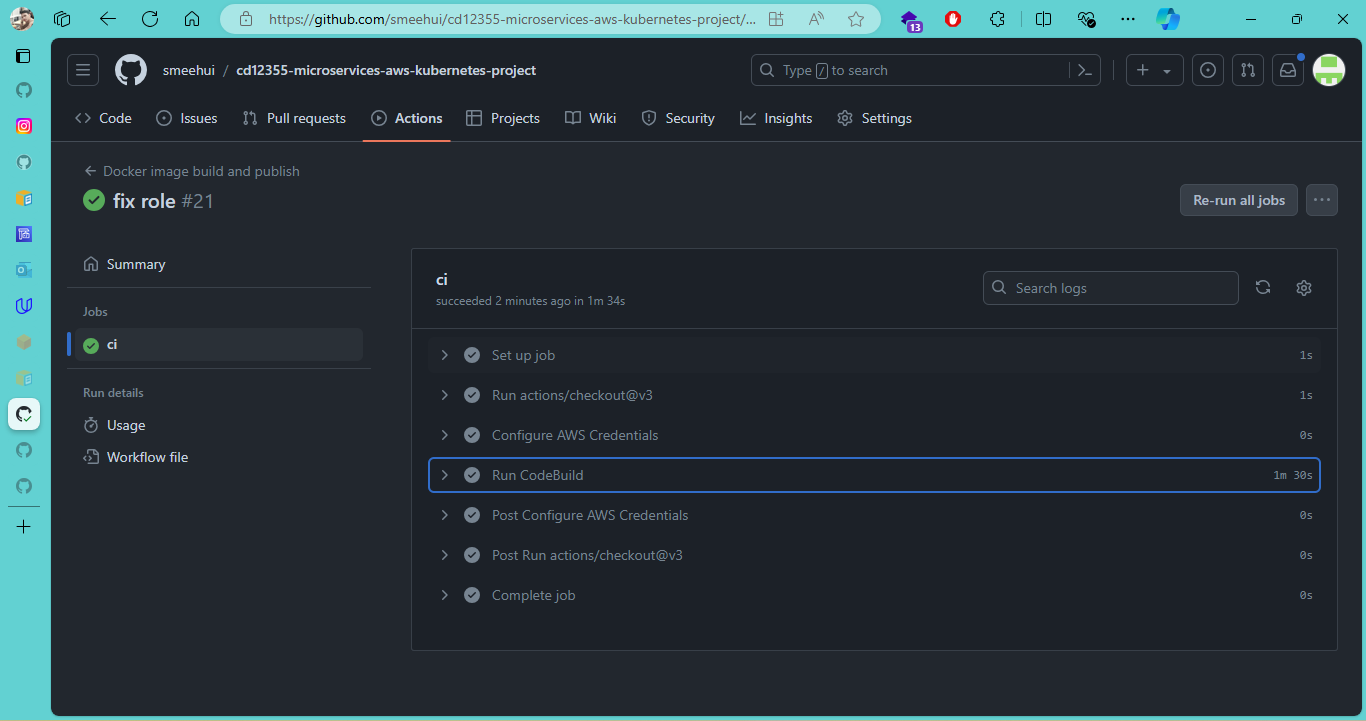 https://github.com/smeehui/cd12355-microservices-aws-kubernetes-project/...
13
smeehui / cd12355-microservices-aws-kubernetes-project
Type / to search
Code Issues Pull requests Actions Projects Wiki Security Insights Settings
Docker image build and publish
fix role #21
Re-run all jobs
Summary
Jobs
ci
Run details
Usage
Workflow file
ci
succeeded 2 minutes ago in 1m 34s
Search logs
Set up job 1s
Run actions/checkout@v3 1s
Configure AWS Credentials 0s
Run CodeBuild 1m 30s
Post Configure AWS Credentials 0s
Post Run actions/checkout@v3 0s
Complete job 0s